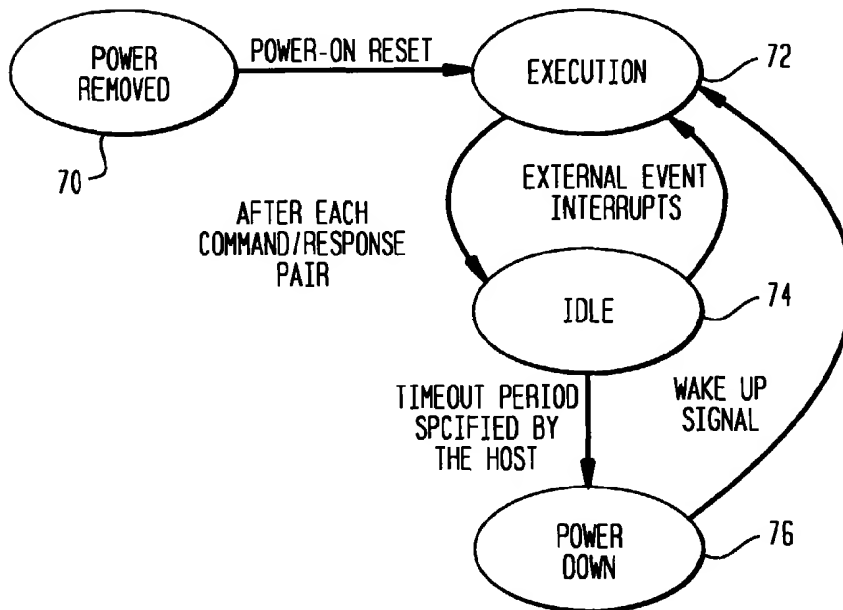 POWER
REMOVED
70
POWER-ON RESET
EXECUTION
72
AFTER EACH
COMMAND/RESPONSE
PAIR
EXTERNAL EVENT
INTERRUPTS
IDLE
74
TIMEOUT PERIOD
SPCIFIED BY
THE HOST
WAKE UP
SIGNAL
POWER
DOWN
76